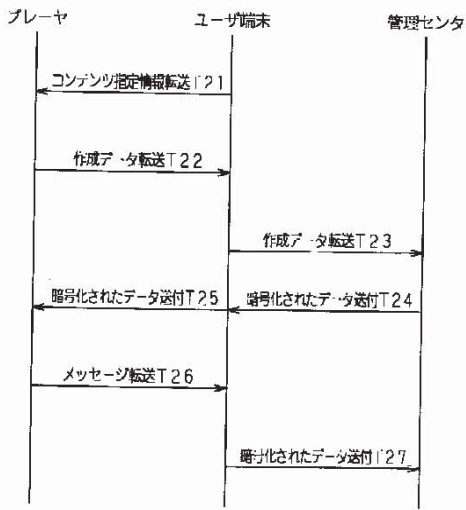 プレーヤ
ユーザ端末
管理センタ
コンテンツ指定情報転送T21
作成データ転送T22
作成データ転送T23
暗号化されたデータ送付T25
暗号化されたデータ送付T24
メッセージ転送T26
暗号化されたデータ送付T27